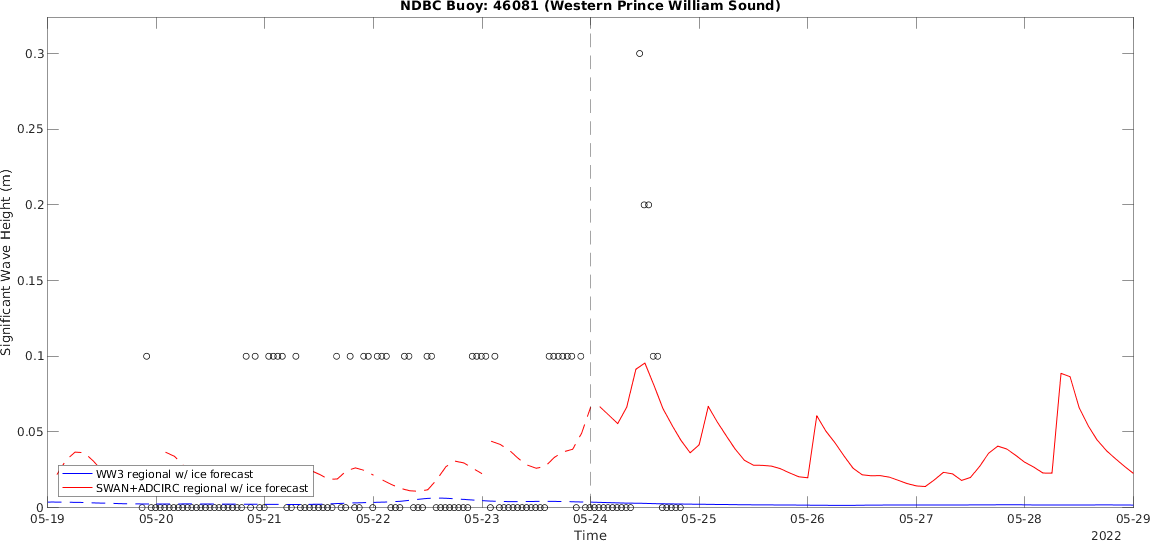 NDBC Buoy: 46081 (Western Prince William Sound)
Significant Wave Height (m)
0.3
0.25
0.2
0.15
0.1
0.05
0
WW3 regional w/ ice forecast
SWAN+ADCIRC regional w/ ice forecast
05-19 05-20 05-21 05-22 05-23 05-24 05-25 05-26 05-27 05-28 05-29
Time
2022